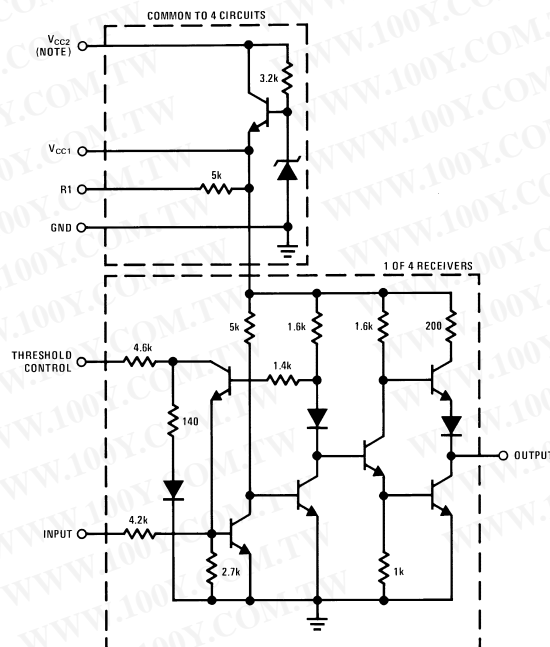 COMMON TO 4 CIRCUITS
VCC2
(NOTE)
3.2k
VCC1
5k
R1
GND
1 OF 4 RECEIVERS
5k
1.6k
1.6k
200
4.6k
THRESHOLD
CONTROL
1.4k
140
OUTPUT
4.2k
INPUT
2.7k
1k
WWW.100Y.COM.TW